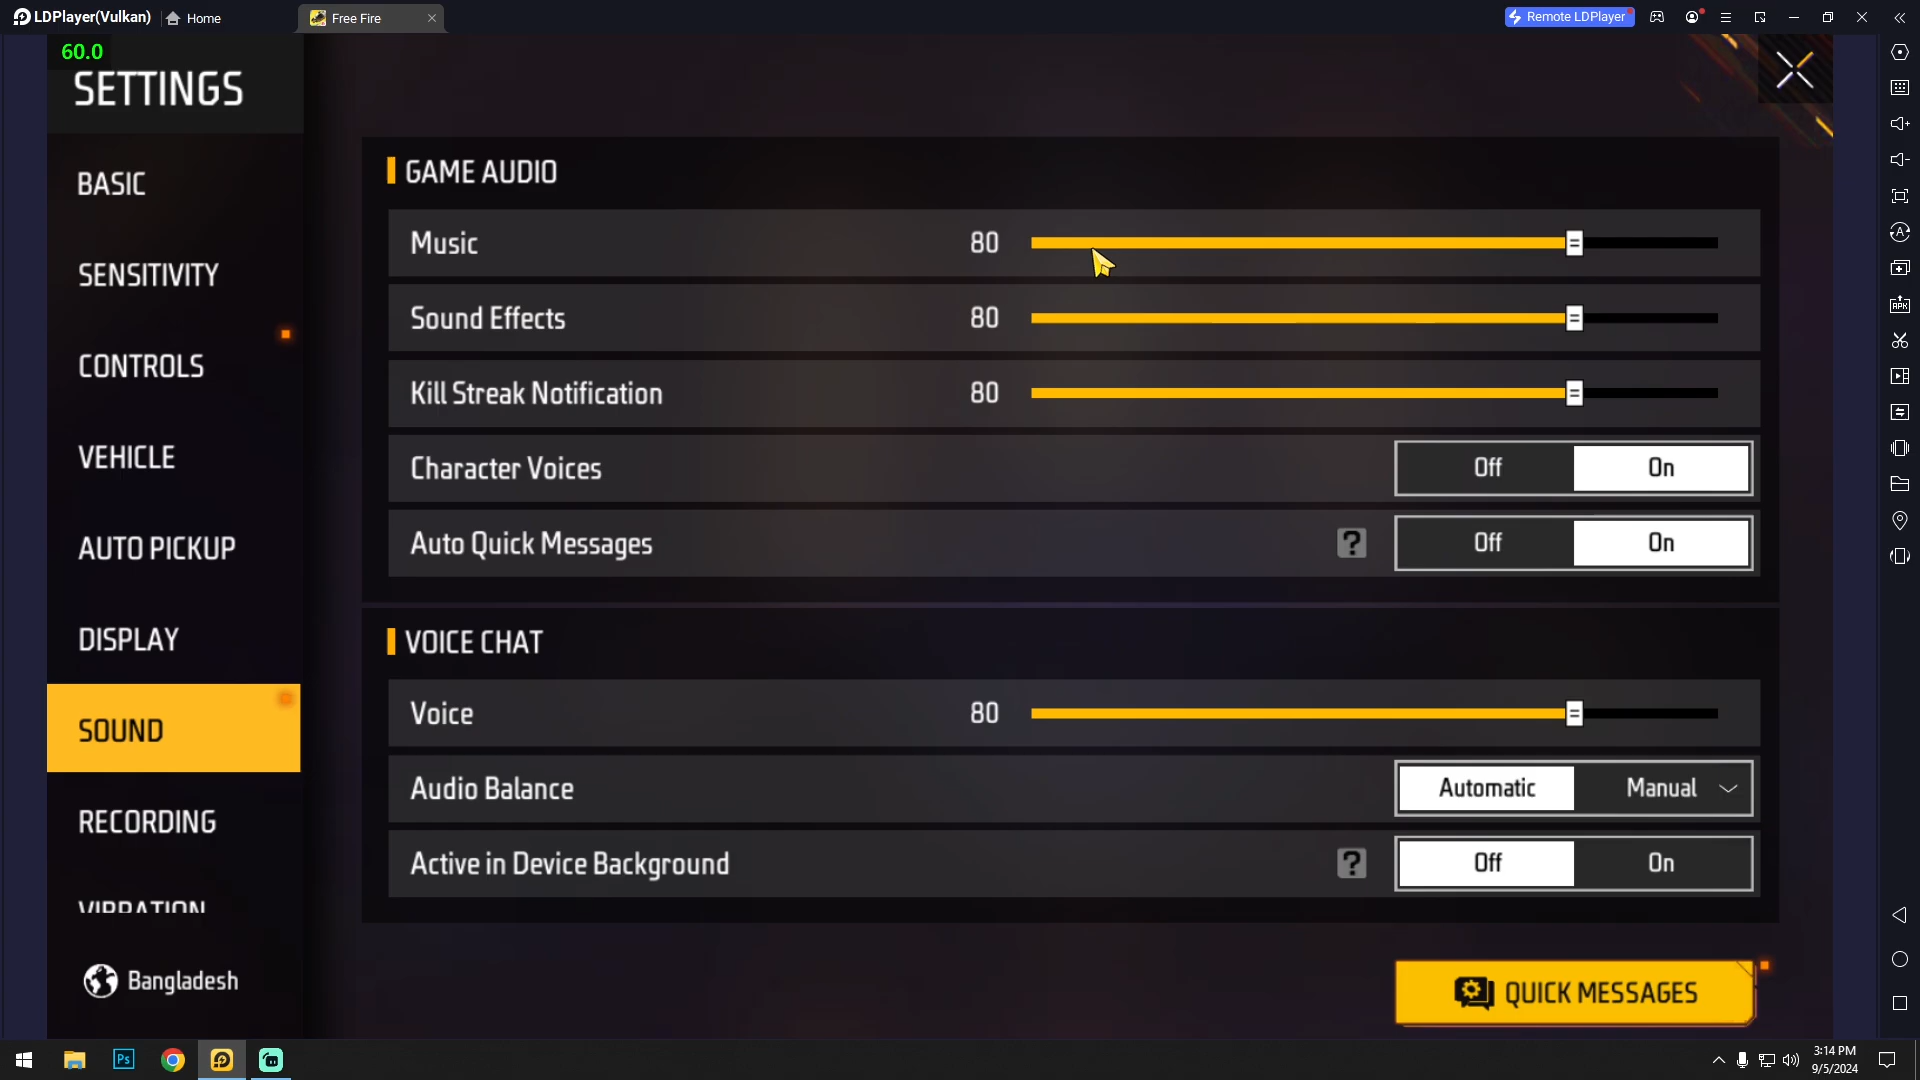 LDPlayer(Vulkan)
Home
Free Fire
Remote LDPlayer
60.0
SETTINGS
BASIC
SENSITIVITY
CONTROLS
VEHICLE
AUTO PICKUP
DISPLAY
SOUND
RECORDING
VIBRATION
Bangladesh
GAME AUDIO
Music 80
Sound Effects 80
Kill Streak Notification 80
Character Voices Off On
Auto Quick Messages ? Off On
VOICE CHAT
Voice 80
Audio Balance Automatic Manual
Active in Device Background ? Off On
QUICK MESSAGES
Ps
3:14 PM
9/5/2024